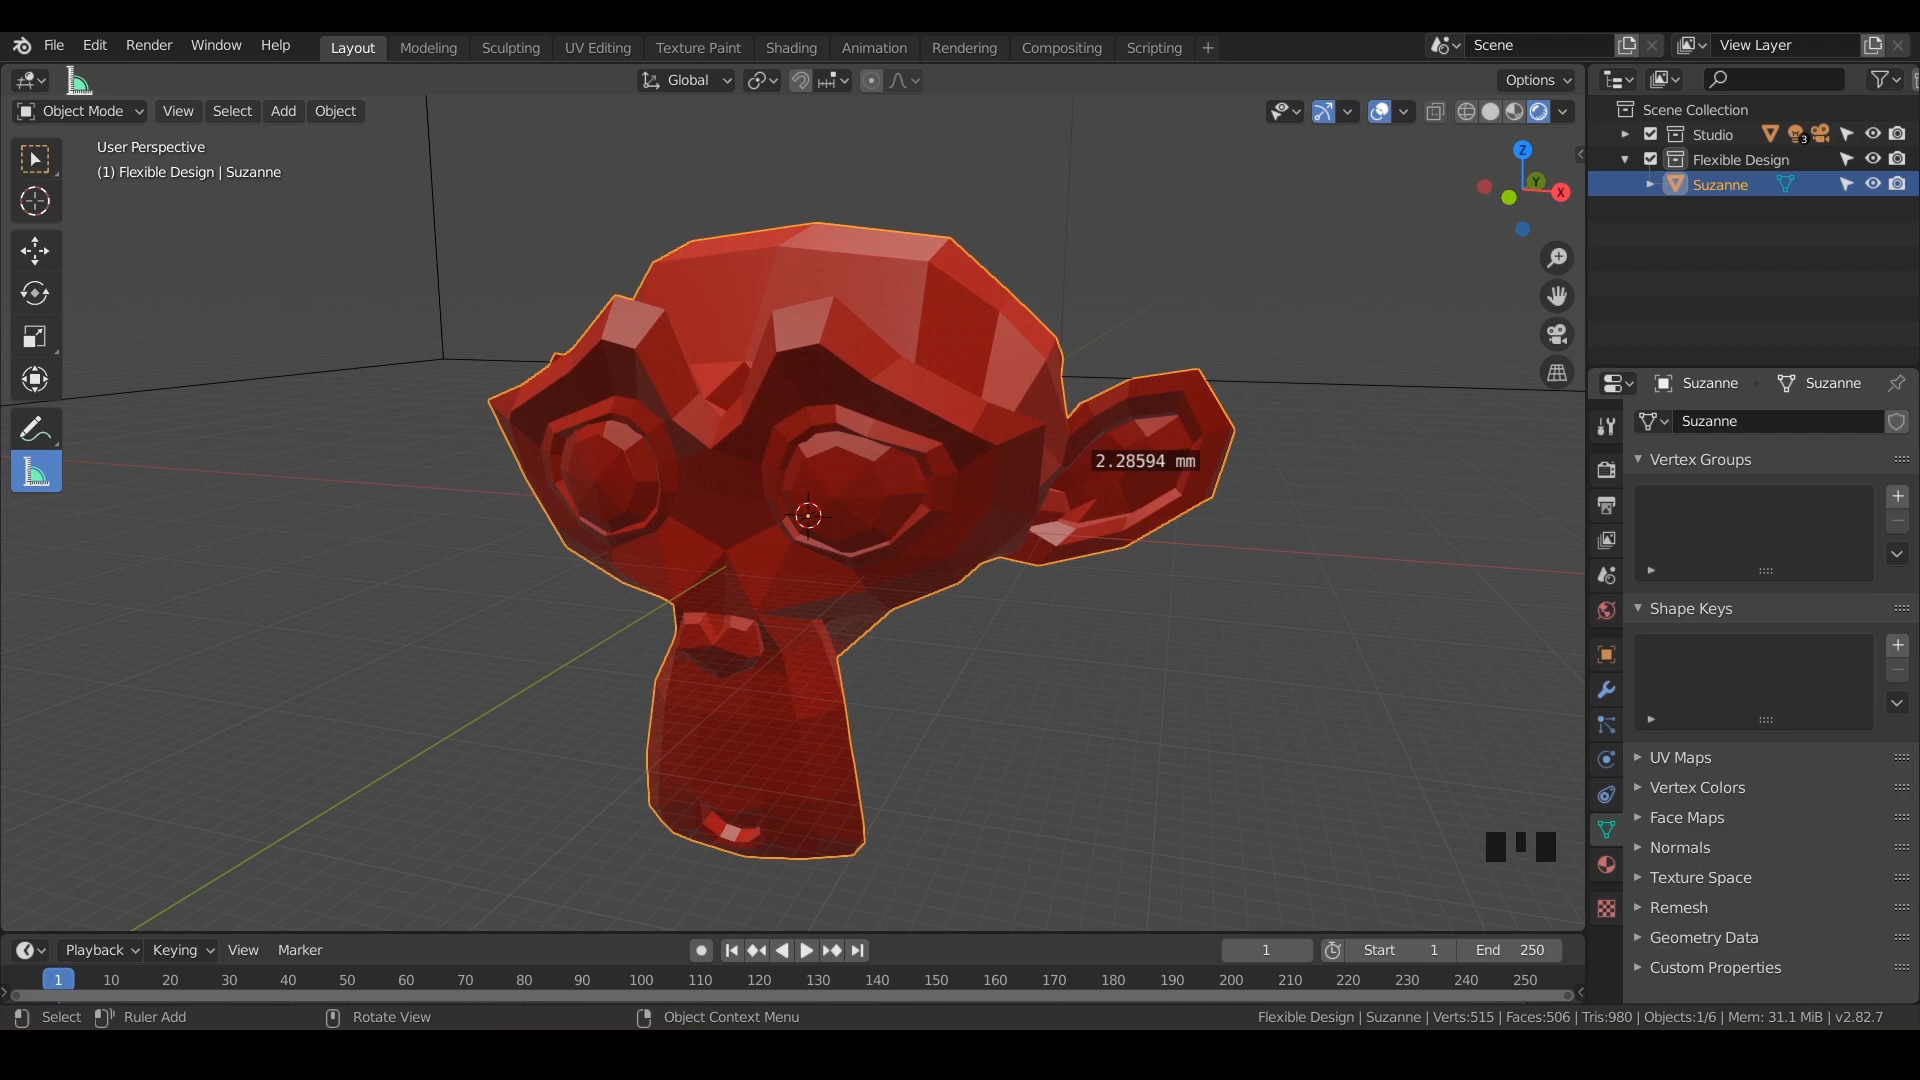 File Edit Render Window Help Layout Modeling Sculpting UV Editing Texture Paint Shading Animation Rendering Compositing Scripting + Scene View Layer
Global Options
Object Mode View Select Add Object
User Perspective
(1) Flexible Design | Suzanne
Z
Y
X
2.28594 mm
Scene Collection
Studio 3
Flexible Design
Suzanne
Suzanne Suzanne
Suzanne
Vertex Groups
Shape Keys
UV Maps
Vertex Colors
Face Maps
Normals
Texture Space
Remesh
Geometry Data
Custom Properties
Playback Keying View Marker 1 Start 1 End 250
1 10 20 30 40 50 60 70 80 90 100 110 120 130 140 150 160 170 180 190 200 210 220 230 240 250
Select Ruler Add Rotate View Object Context Menu Flexible Design | Suzanne | Verts:515 | Faces:506 | Tris:980 | Objects:1/6 | Mem: 31.1 MiB | v2.82.7